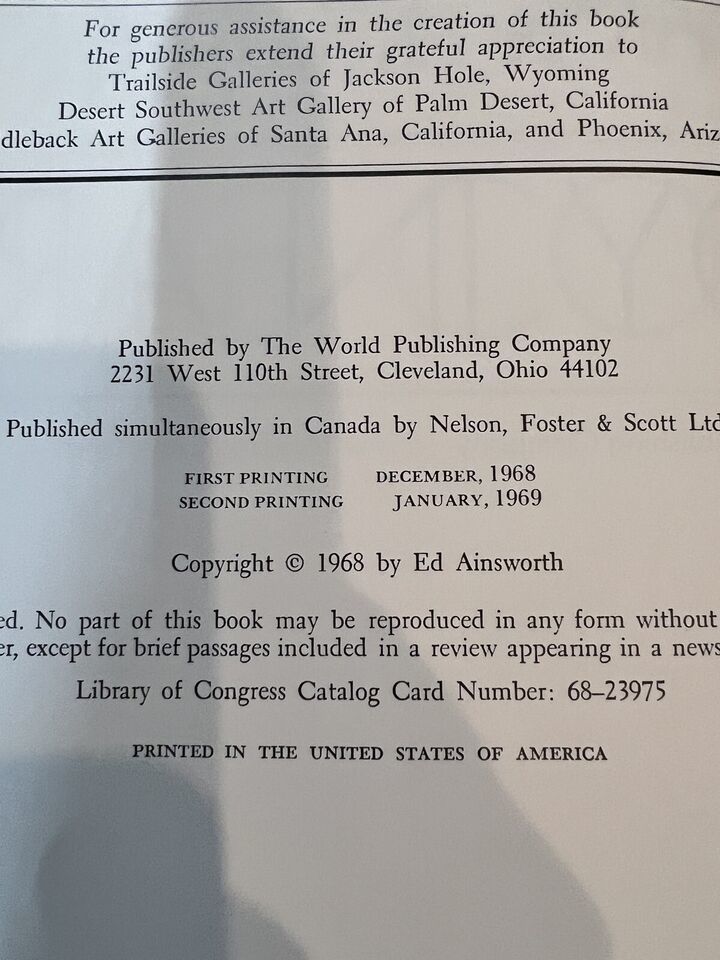 For generous assistance in the creation of this book
the publishers extend their grateful appreciation to
Trailside Galleries of Jackson Hole, Wyoming
Desert Southwest Art Gallery of Palm Desert, California
dleback Art Galleries of Santa Ana, California, and Phoenix, Ariz
Published by The World Publishing Company
2231 West 110th Street, Cleveland, Ohio 44102
Published simultaneously in Canada by Nelson, Foster & Scott Ltd
FIRST PRINTING DECEMBER, 1968
SECOND PRINTING JANUARY, 1969
Copyright © 1968 by Ed Ainsworth
ed. No part of this book may be reproduced in any form without
er, except for brief passages included in a review appearing in a news
Library of Congress Catalog Card Number: 68–23975
PRINTED IN THE UNITED STATES OF AMERICA